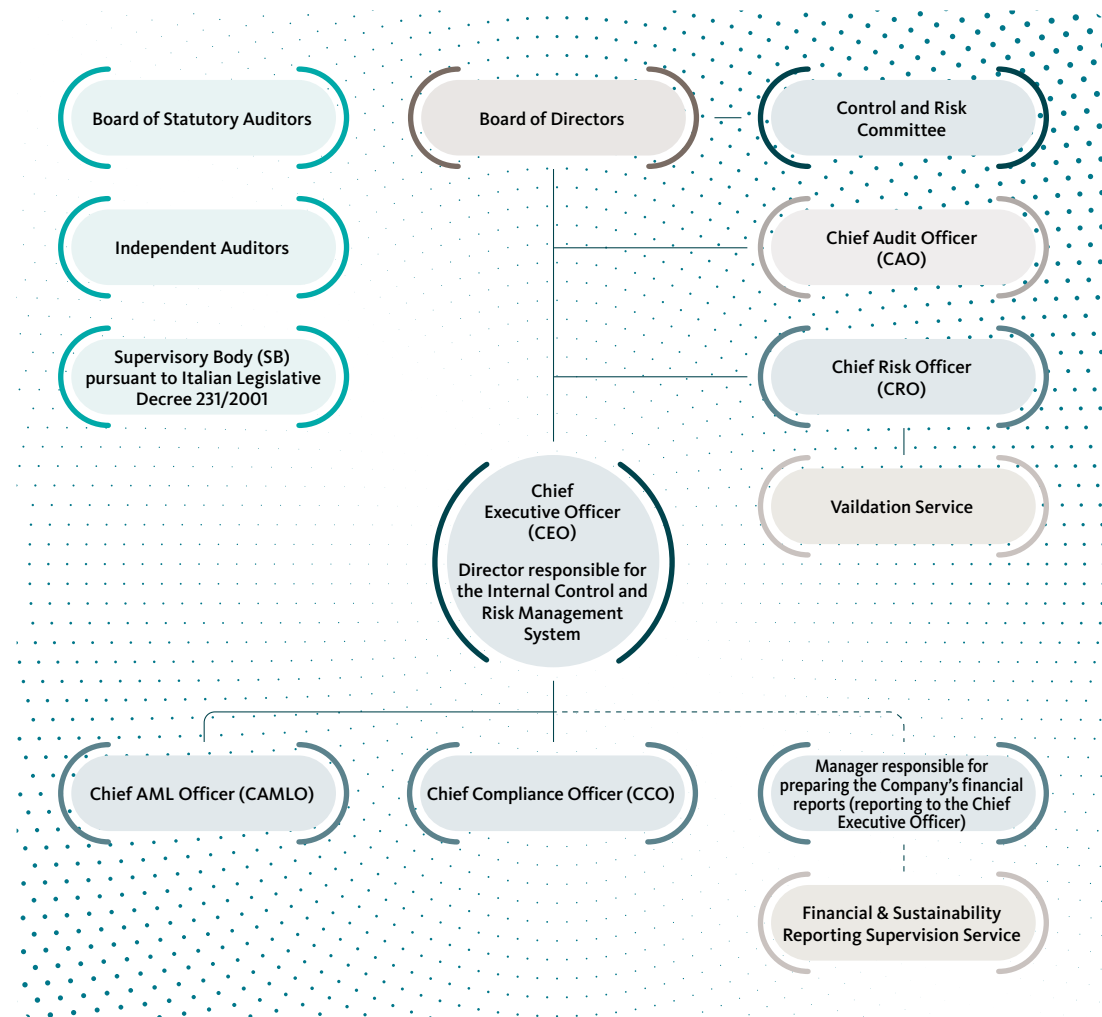 Board of Statutory Auditors
Board of Directors
Control and Risk
Committee
Independent Auditors
Chief Audit Officer
(CAO)
Supervisory Body (SB)
pursuant to Italian Legislative
Decree 231/2001
Chief Risk Officer
(CRO)
Chief
Executive Officer
(CEO)
Director responsible for
the Internal Control and
Risk Management
System
Vaildation Service
Chief AML Officer (CAMLO)
Chief Compliance Officer (CCO)
Manager responsible for
preparing the Company's financial
reports (reporting to the Chief
Executive Officer)
Financial & Sustainability
Reporting Supervision Service